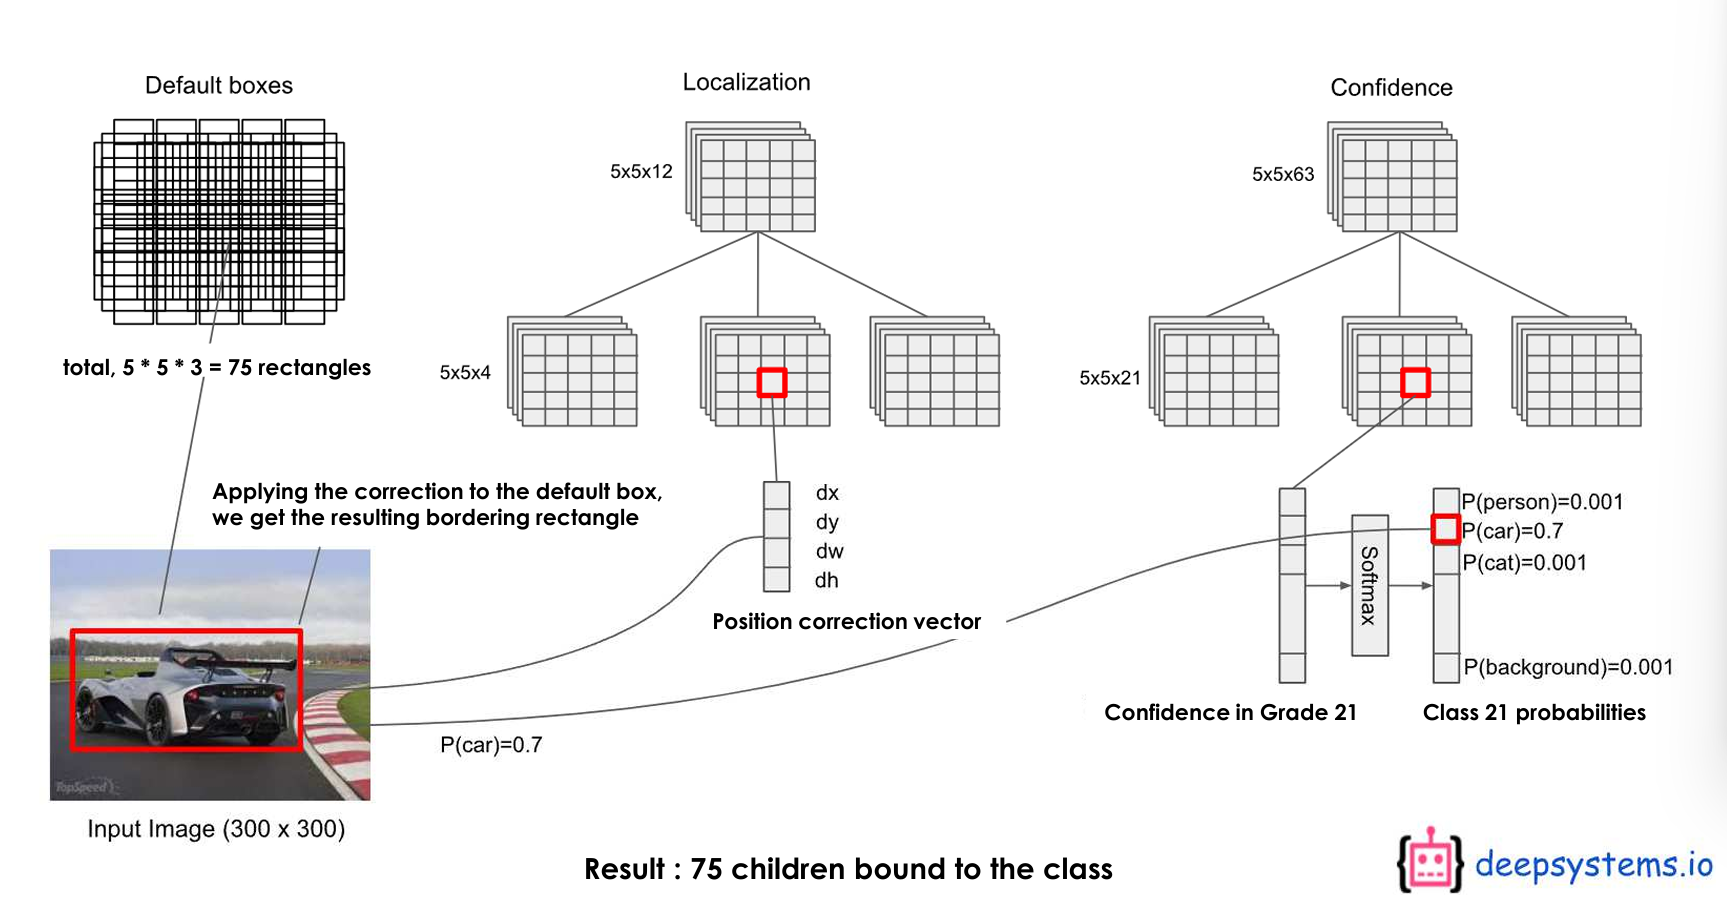 Default boxes
total, 5 * 5 * 3 = 75 rectangles
Applying the correction to the default box,
we get the resulting bordering rectangle
TopSpeed
Input Image (300 x 300)
Localization
5x5x12
5x5x4
dx
dy
dw
dh
Position correction vector
P(car)=0.7
Confidence
5x5x63
5x5x21
Softmax
P(person)=0.001
P(car)=0.7
P(cat)=0.001
P(background)=0.001
Confidence in Grade 21
Class 21 probabilities
Result : 75 children bound to the class
deepsystems.io